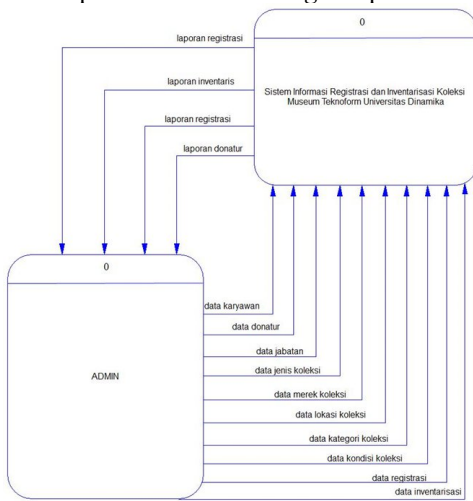 0
laporan registrasi
laporan inventaris
Sistem Informasi Registrasi dan Inventarisasi Koleksi
Museum Teknoform Universitas Dinamika
laporan registrasi
laporan donatur
0
data karyawan
data donatur
data jabatan
ADMIN
data jenis koleksi
data merek koleksi
data lokasi koleksi
data kategori koleksi
data kondisi koleksi
data registrasi
data inventarisasi